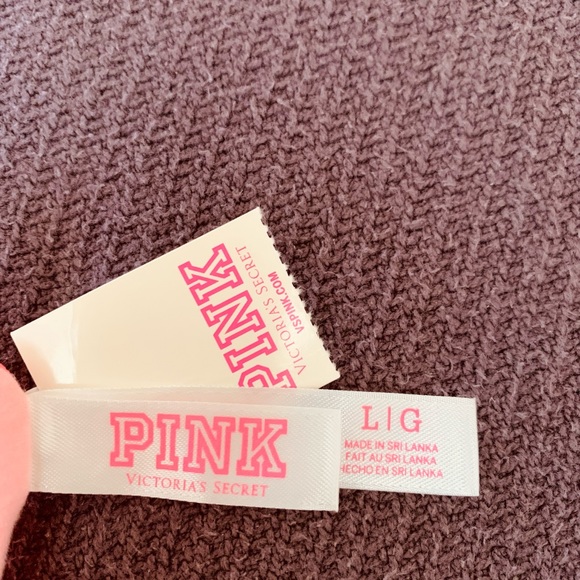 PINK
VICTORIA'S SECRET
VSPINK.COM
PINK
VICTORIA'S SECRET
L|G
MADE IN SRI LANKA
FAIT AU SRI LANKA
HECHO EN SRI LANKA